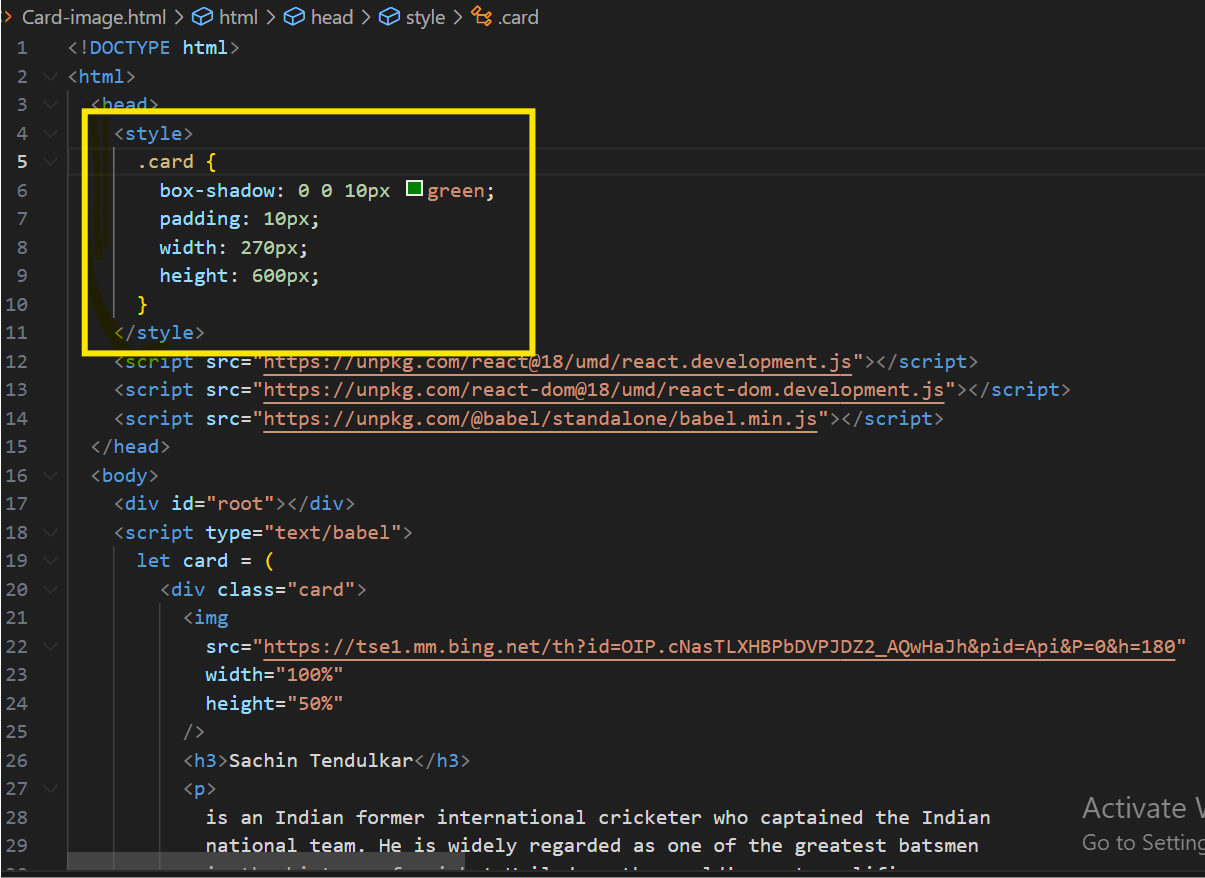 Card-image.html > html > head > style > .card
1 <!DOCTYPE html>
2 <html>
3 <head>
4 <style>
5 .card {
6 box-shadow: 0 0 10px green;
7 padding: 10px;
8 width: 270px;
9 height: 600px;
10 }
11 </style>
12 <script src="https://unpkg.com/react@18/umd/react.development.js"></script>
13 <script src="https://unpkg.com/react-dom@18/umd/react-dom.development.js"></script>
14 <script src="https://unpkg.com/@babel/standalone/babel.min.js"></script>
15 </head>
16 <body>
17 <div id="root"></div>
18 <script type="text/babel">
19 let card = (
20 <div class="card">
21 <img
22 src="https://tse1.mm.bing.net/th?id=OIP.cNasTLXHBPbDVPJDZ2_AQwHaJh&pid=Api&P=0&h=180"
23 width="100%"
24 height="50%"
25 />
26 <h3>Sachin Tendulkar</h3>
27 <p>
28 is an Indian former international cricketer who captained the Indian
29 national team. He is widely regarded as one of the greatest batsmen
Activate
Go to Setting